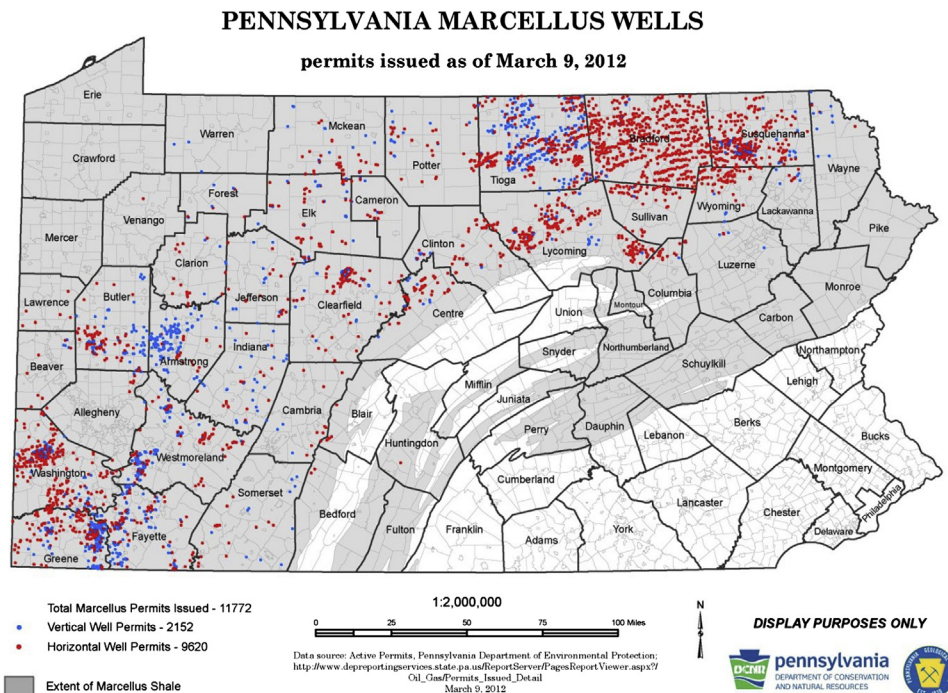 PENNSYLVANIA MARCELLUS WELLS
permits issued as of March 9, 2012
Erie
Warren
Mckean
Potter
Tioga
Bradford
Susquehanna
Crawford
Wayne
Forest
Elk
Cameron
Sullivan
Wyoming
Lackawanna
Venango
Mercer
Clinton
Lycoming
Pike
Clarion
Luzerne
Lawrence
Butler
Jefferson
Clearfield
Centre
Union
Montour
Columbia
Monroe
Carbon
Armstrong
Indiana
Snyder
Northumberland
Schuylkill
Northampton
Beaver
Mifflin
Lehigh
Allegheny
Cambria
Blair
Juniata
Huntingdon
Perry
Dauphin
Lebanon
Berks
Bucks
Washington
Westmoreland
Cumberland
Montgomery
Somerset
Lancaster
Philadelphia
Bedford
Fulton
Franklin
Adams
York
Chester
Delaware
Fayette
Greene
Total Marcellus Permits Issued - 11772
Vertical Well Permits - 2152
Horizontal Well Permits - 9620
Extent of Marcellus Shale
1:2,000,000
0 25 50 75 100 Miles
Data source: Active Permits, Pennsylvania Department of Environmental Protection;
http://www.depreportingservices.state.pa.us/ReportServer/PagesReportViewer.aspx?/
Oil_Gas/Permits_Issued_Detail
March 9, 2012
N
DISPLAY PURPOSES ONLY
DCNR
pennsylvania
DEPARTMENT OF CONSERVATION
AND NATURAL RESOURCES